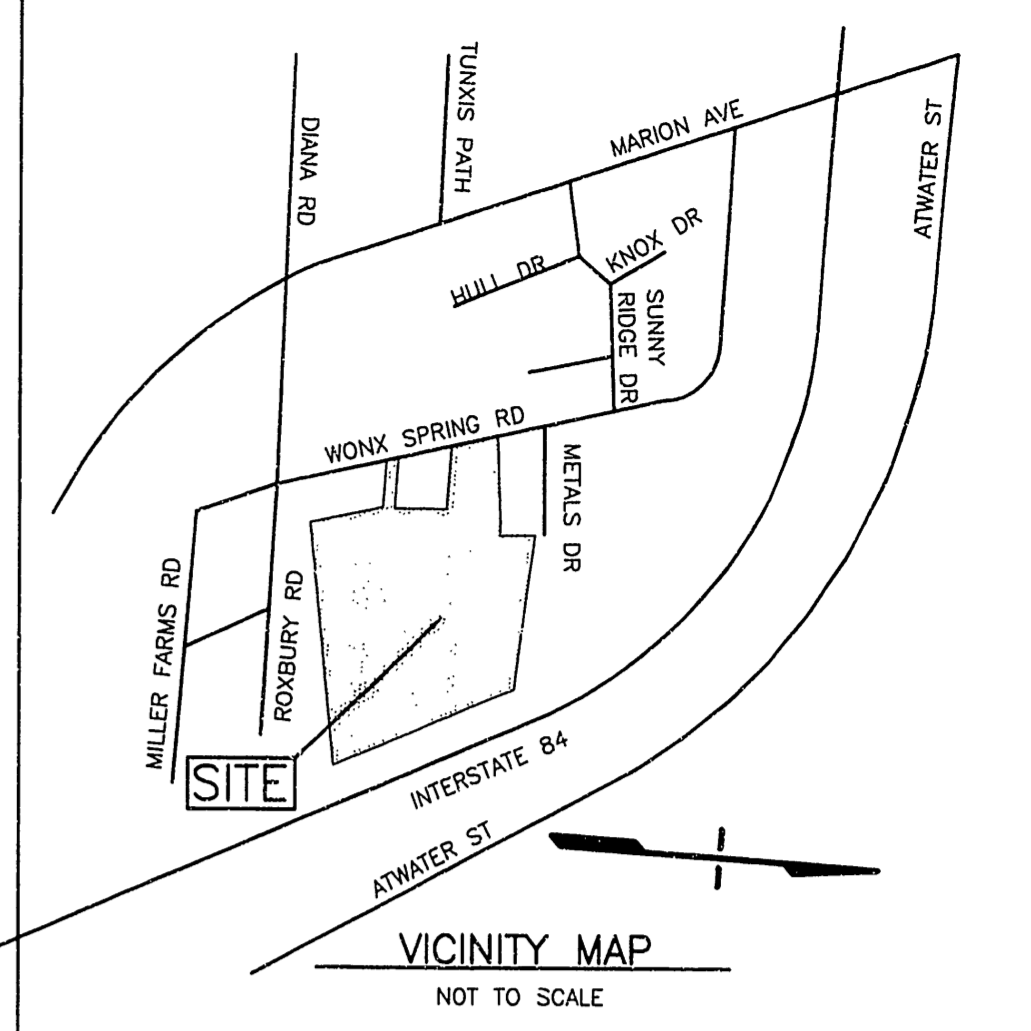 TUNXIS PATH
DIANA RD
MARION AVE
ATWATER ST
KNOX DR
HULL DR
SUNNY
RIDGE DR
WONX SPRING RD
METALS DR
MILLER FARMS RD
ROXBURY RD
SITE
INTERSTATE 84
ATWATER ST
VICINITY MAP
NOT TO SCALE